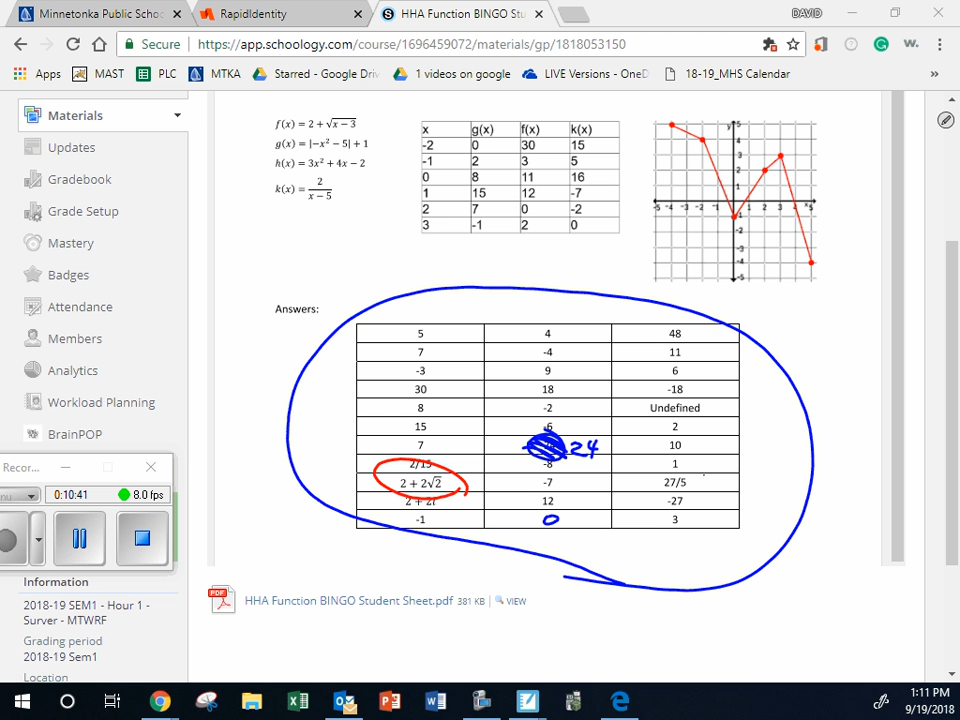 Minnetonka Public Schoo
RapidIdentity
HHA Function BINGO Stu
DAVID
Secure
https://app.schoology.com/course/1696459072/materials/gp/1818053150
Apps
MAST
PLC
MTKA
Starred - Google Driv
1 videos on google
LIVE Versions - OneD
18-19_MHS Calendar
Materials
Updates
Gradebook
Grade Setup
Mastery
Badges
Attendance
Members
Analytics
Workload Planning
BrainPOP
Recor...
0:10:41
8.0 fps
Information
2018-19 SEM1 - Hour 1 -
Surver - MTWRF
Grading period
2018-19 Sem1
Location
f(x) = 2 + √(x − 3)
g(x) = |−x² − 5| + 1
h(x) = 3x² + 4x − 2
k(x) = 2/(x − 5)
x g(x) f(x) k(x)
-2 0 30 15
-1 2 3 5
0 8 11 16
1 15 12 -7
2 7 0 -2
3 -1 2 0
Answers:
5 4 48
7 -4 11
-3 9 6
30 18 -18
8 -2 Undefined
15 -6 2
7 24 10
2/15 -8 1
2 + 2√2 -7 27/5
2 + 2i 12 -27
-1 0 3
PDF
HHA Function BINGO Student Sheet.pdf 381 KB
VIEW
1:11 PM
9/19/2018